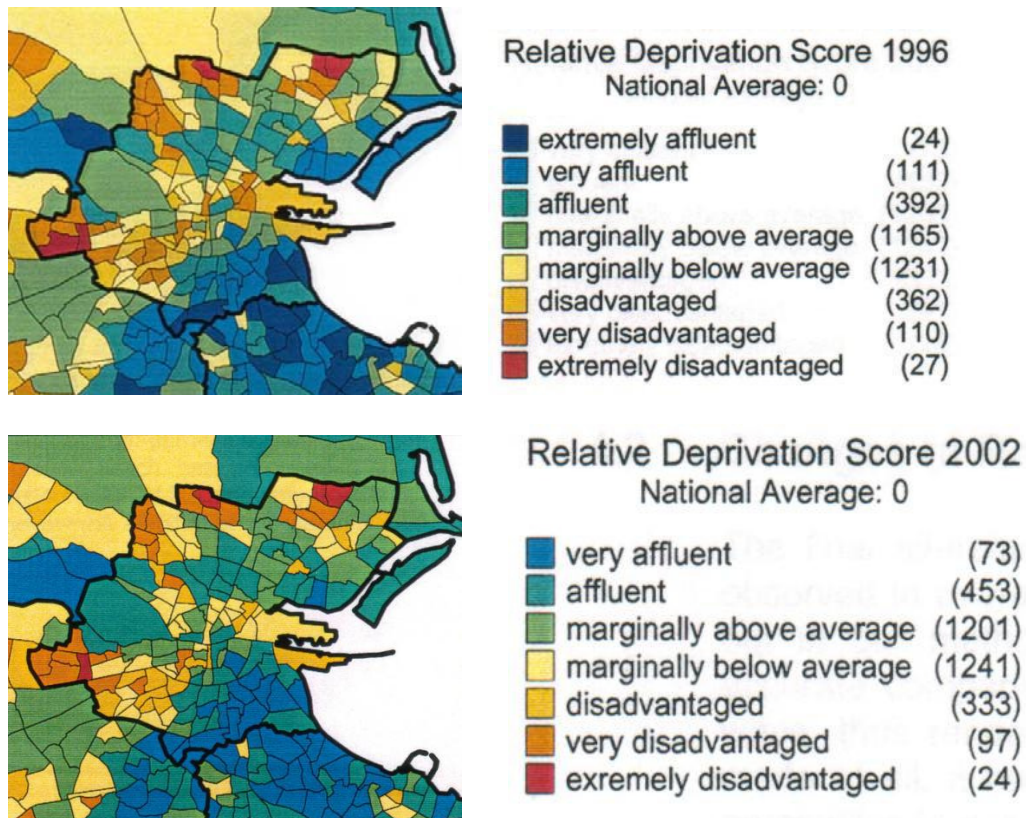 Relative Deprivation Score 1996
National Average: 0
extremely affluent (24)
very affluent (111)
affluent (392)
marginally above average (1165)
marginally below average (1231)
disadvantaged (362)
very disadvantaged (110)
extremely disadvantaged (27)
Relative Deprivation Score 2002
National Average: 0
very affluent (73)
affluent (453)
marginally above average (1201)
marginally below average (1241)
disadvantaged (333)
very disadvantaged (97)
extremely disadvantaged (24)